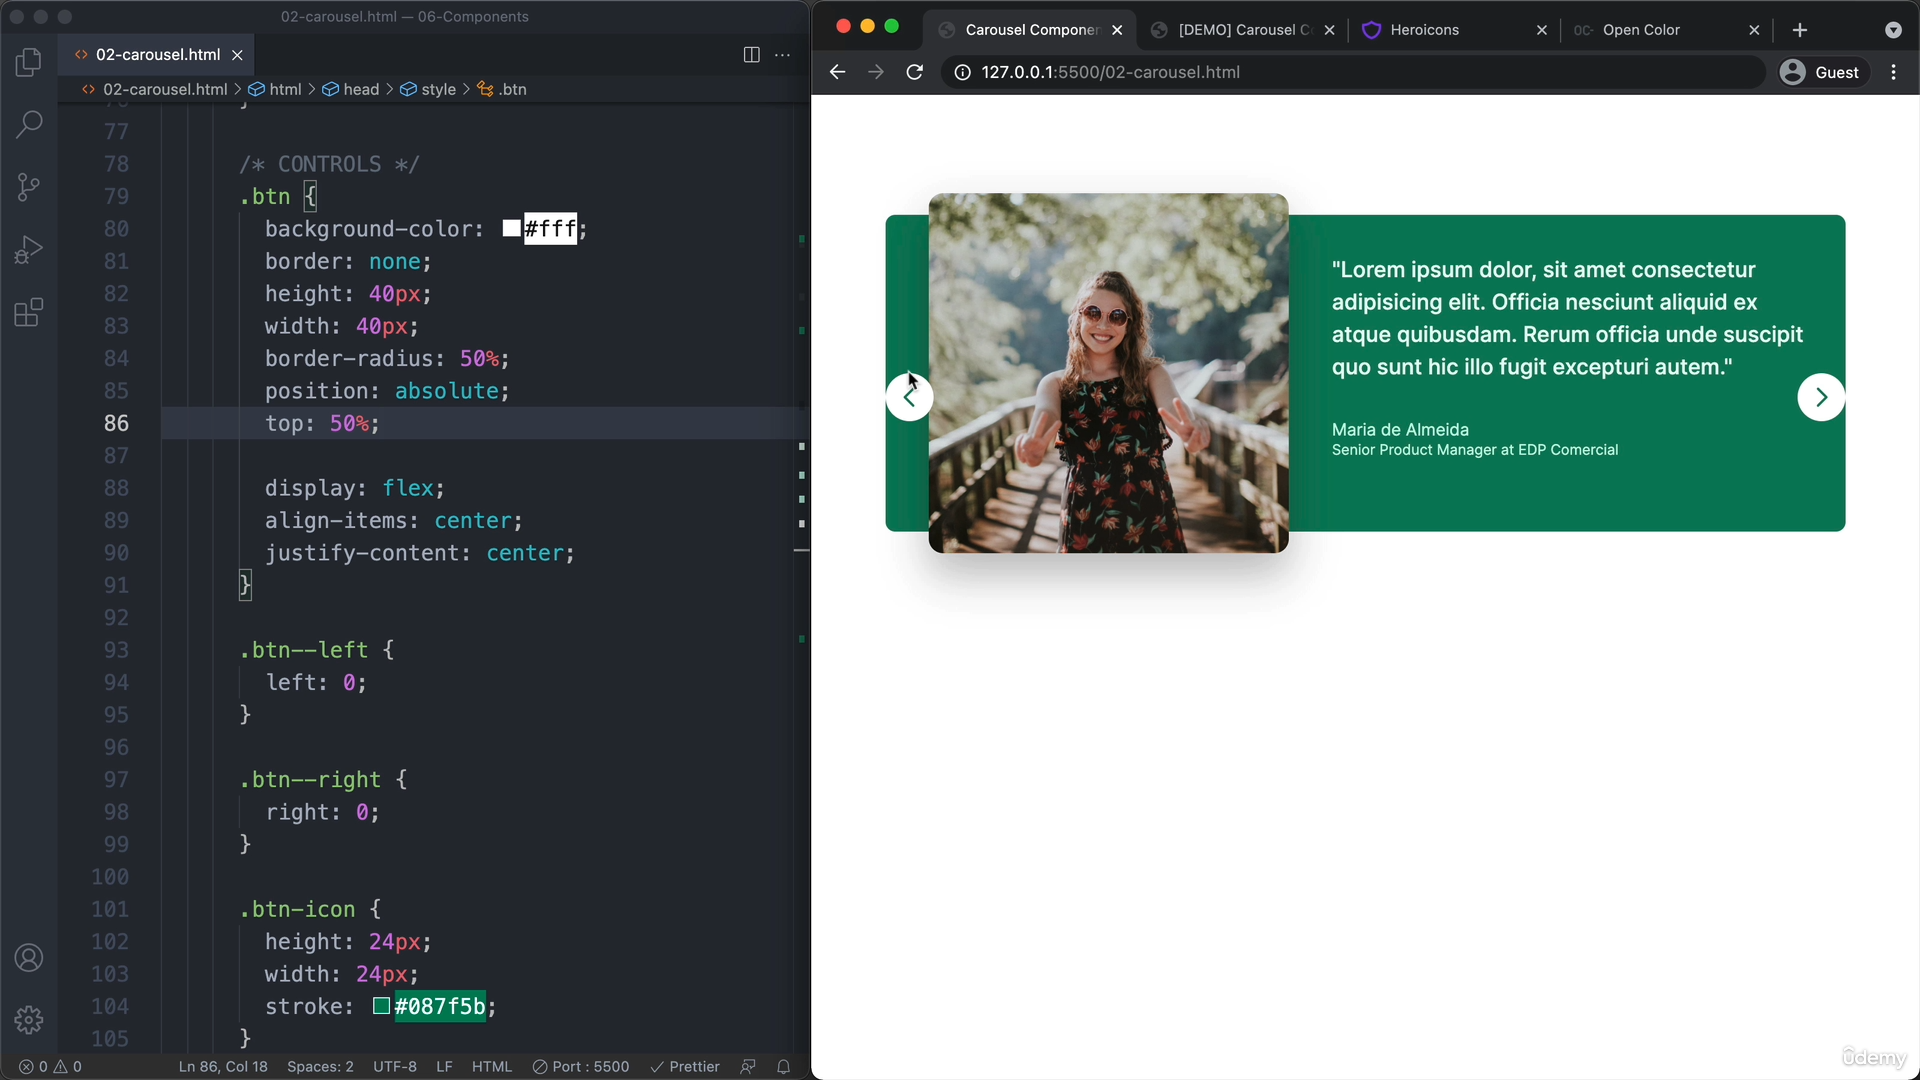 02-carousel.html — 06-Components
02-carousel.html
02-carousel.html > html > head > style > .btn
77
78 /* CONTROLS */
79 .btn {
80 background-color: #fff;
81 border: none;
82 height: 40px;
83 width: 40px;
84 border-radius: 50%;
85 position: absolute;
86 top: 50%;
87
88 display: flex;
89 align-items: center;
90 justify-content: center;
91 }
92
93 .btn--left {
94 left: 0;
95 }
96
97 .btn--right {
98 right: 0;
99 }
100
101 .btn-icon {
102 height: 24px;
103 width: 24px;
104 stroke: #087f5b;
105 }
0 0 Ln 86, Col 18 Spaces: 2 UTF-8 LF HTML Port : 5500 Prettier
Carousel Componen [DEMO] Carousel C Heroicons Open Color
127.0.0.1:5500/02-carousel.html Guest
"Lorem ipsum dolor, sit amet consectetur
adipisicing elit. Officia nesciunt aliquid ex
atque quibusdam. Rerum officia unde suscipit
quo sunt hic illo fugit excepturi autem."
Maria de Almeida
Senior Product Manager at EDP Comercial
ûdemy